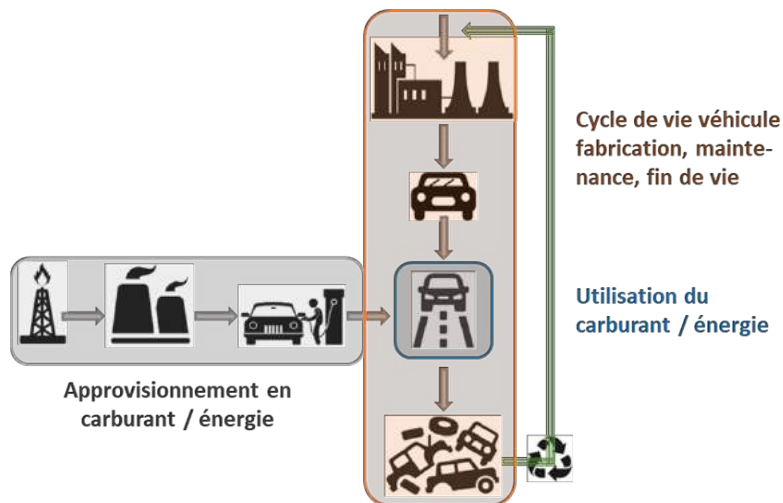 Cycle de vie véhicule
fabrication, mainte-
nance, fin de vie
Utilisation du
carburant / énergie
Approvisionnement en
carburant / énergie